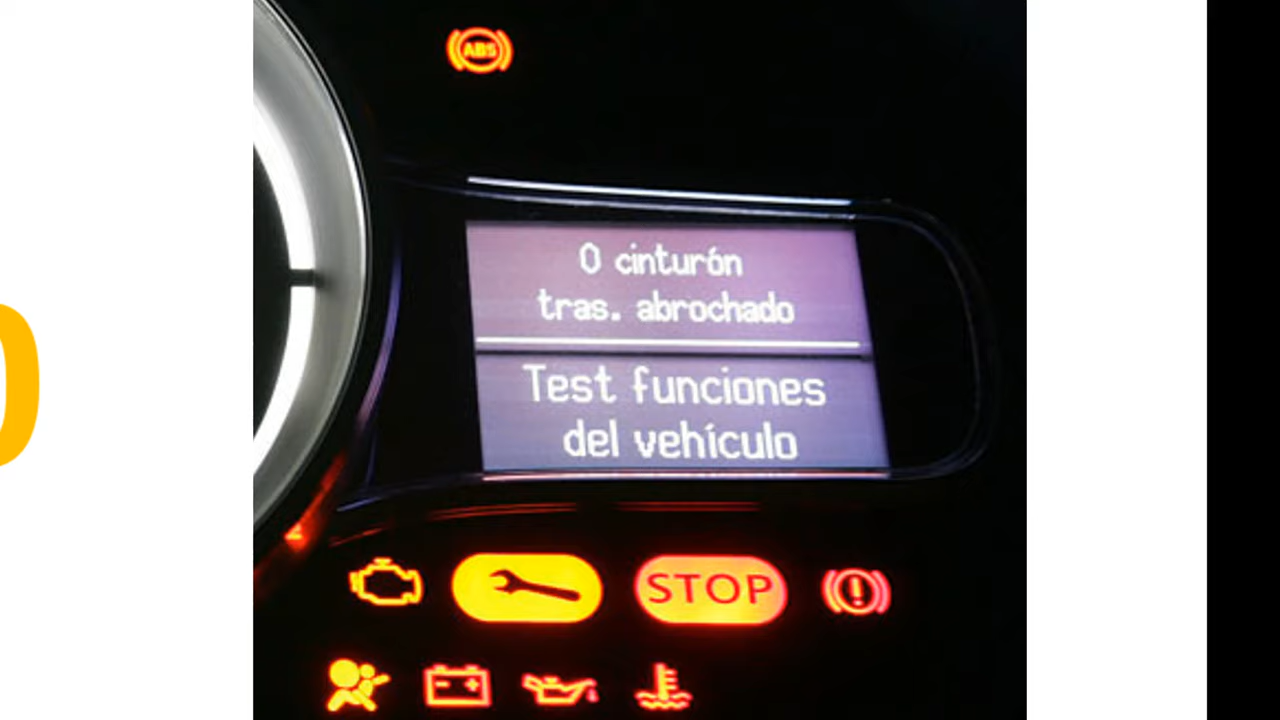 ABS
0 cinturón
tras. abrochado
Test funciones
del vehículo
STOP